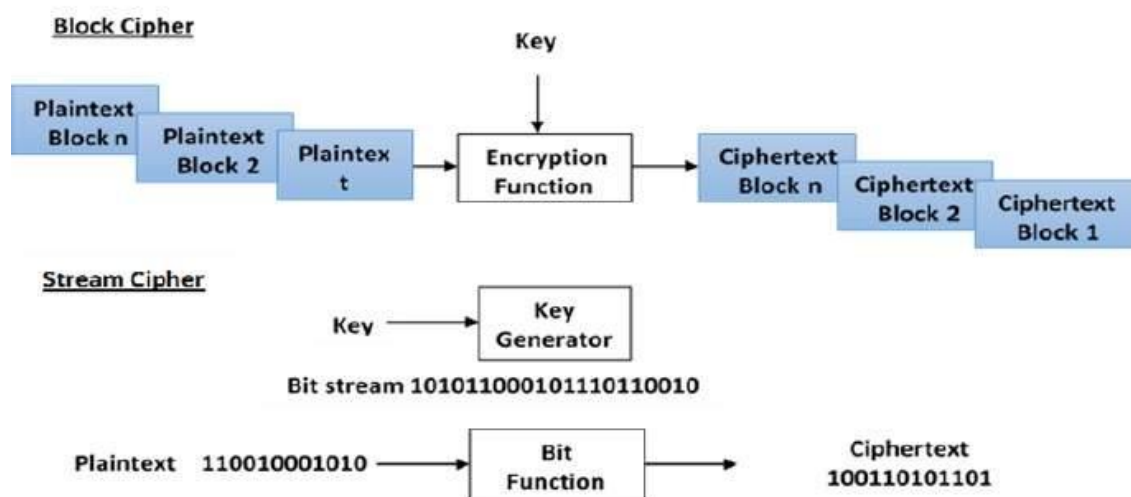 Block Cipher
Key
Plaintext
Block n
Plaintext
Block 2
Plaintex
t
Encryption
Function
Ciphertext
Block n
Ciphertext
Block 2
Ciphertext
Block 1
Stream Cipher
Key
Key
Generator
Bit stream 101011000101110110010
Plaintext 110010001010
Bit
Function
Ciphertext
100110101101